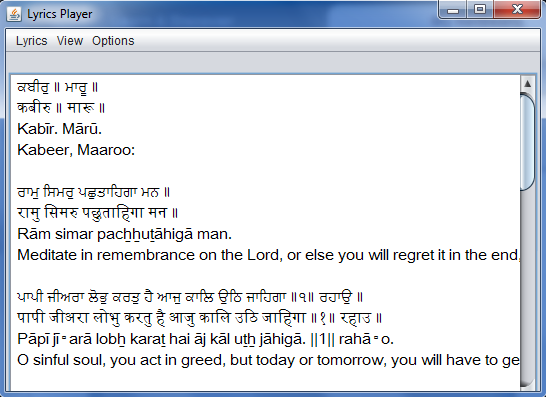 Lyrics Player
Lyrics View Options
ਕਬੀਰੁ ॥ ਮਾਰੂ ॥
कबीरु ॥ मारू ॥
Kabīr. Mārū.
Kabeer, Maaroo:
ਰਾਮੁ ਸਿਮਰੁ ਪਛੁਤਾਹਿਗਾ ਮਨ ॥
रामु सिमरु पछुताहिगा मन ॥
Rām simar pacẖẖuṯāhigā man.
Meditate in remembrance on the Lord, or else you will regret it in the end,
ਪਾਪੀ ਜੀਅਰਾ ਲੋਭੁ ਕਰਤੁ ਹੈ ਆਜੁ ਕਾਲਿ ਉਠਿ ਜਾਹਿਗਾ ॥੧॥ ਰਹਾਉ ॥
पापी जीअरा लोभु करतु है आजु कालि उठि जाहिगा ॥१॥ रहाउ ॥
Pāpī jī▫arā lobẖ karaṯ hai āj kāl uṯẖ jāhigā. ||1|| rahā▫o.
O sinful soul, you act in greed, but today or tomorrow, you will have to ge